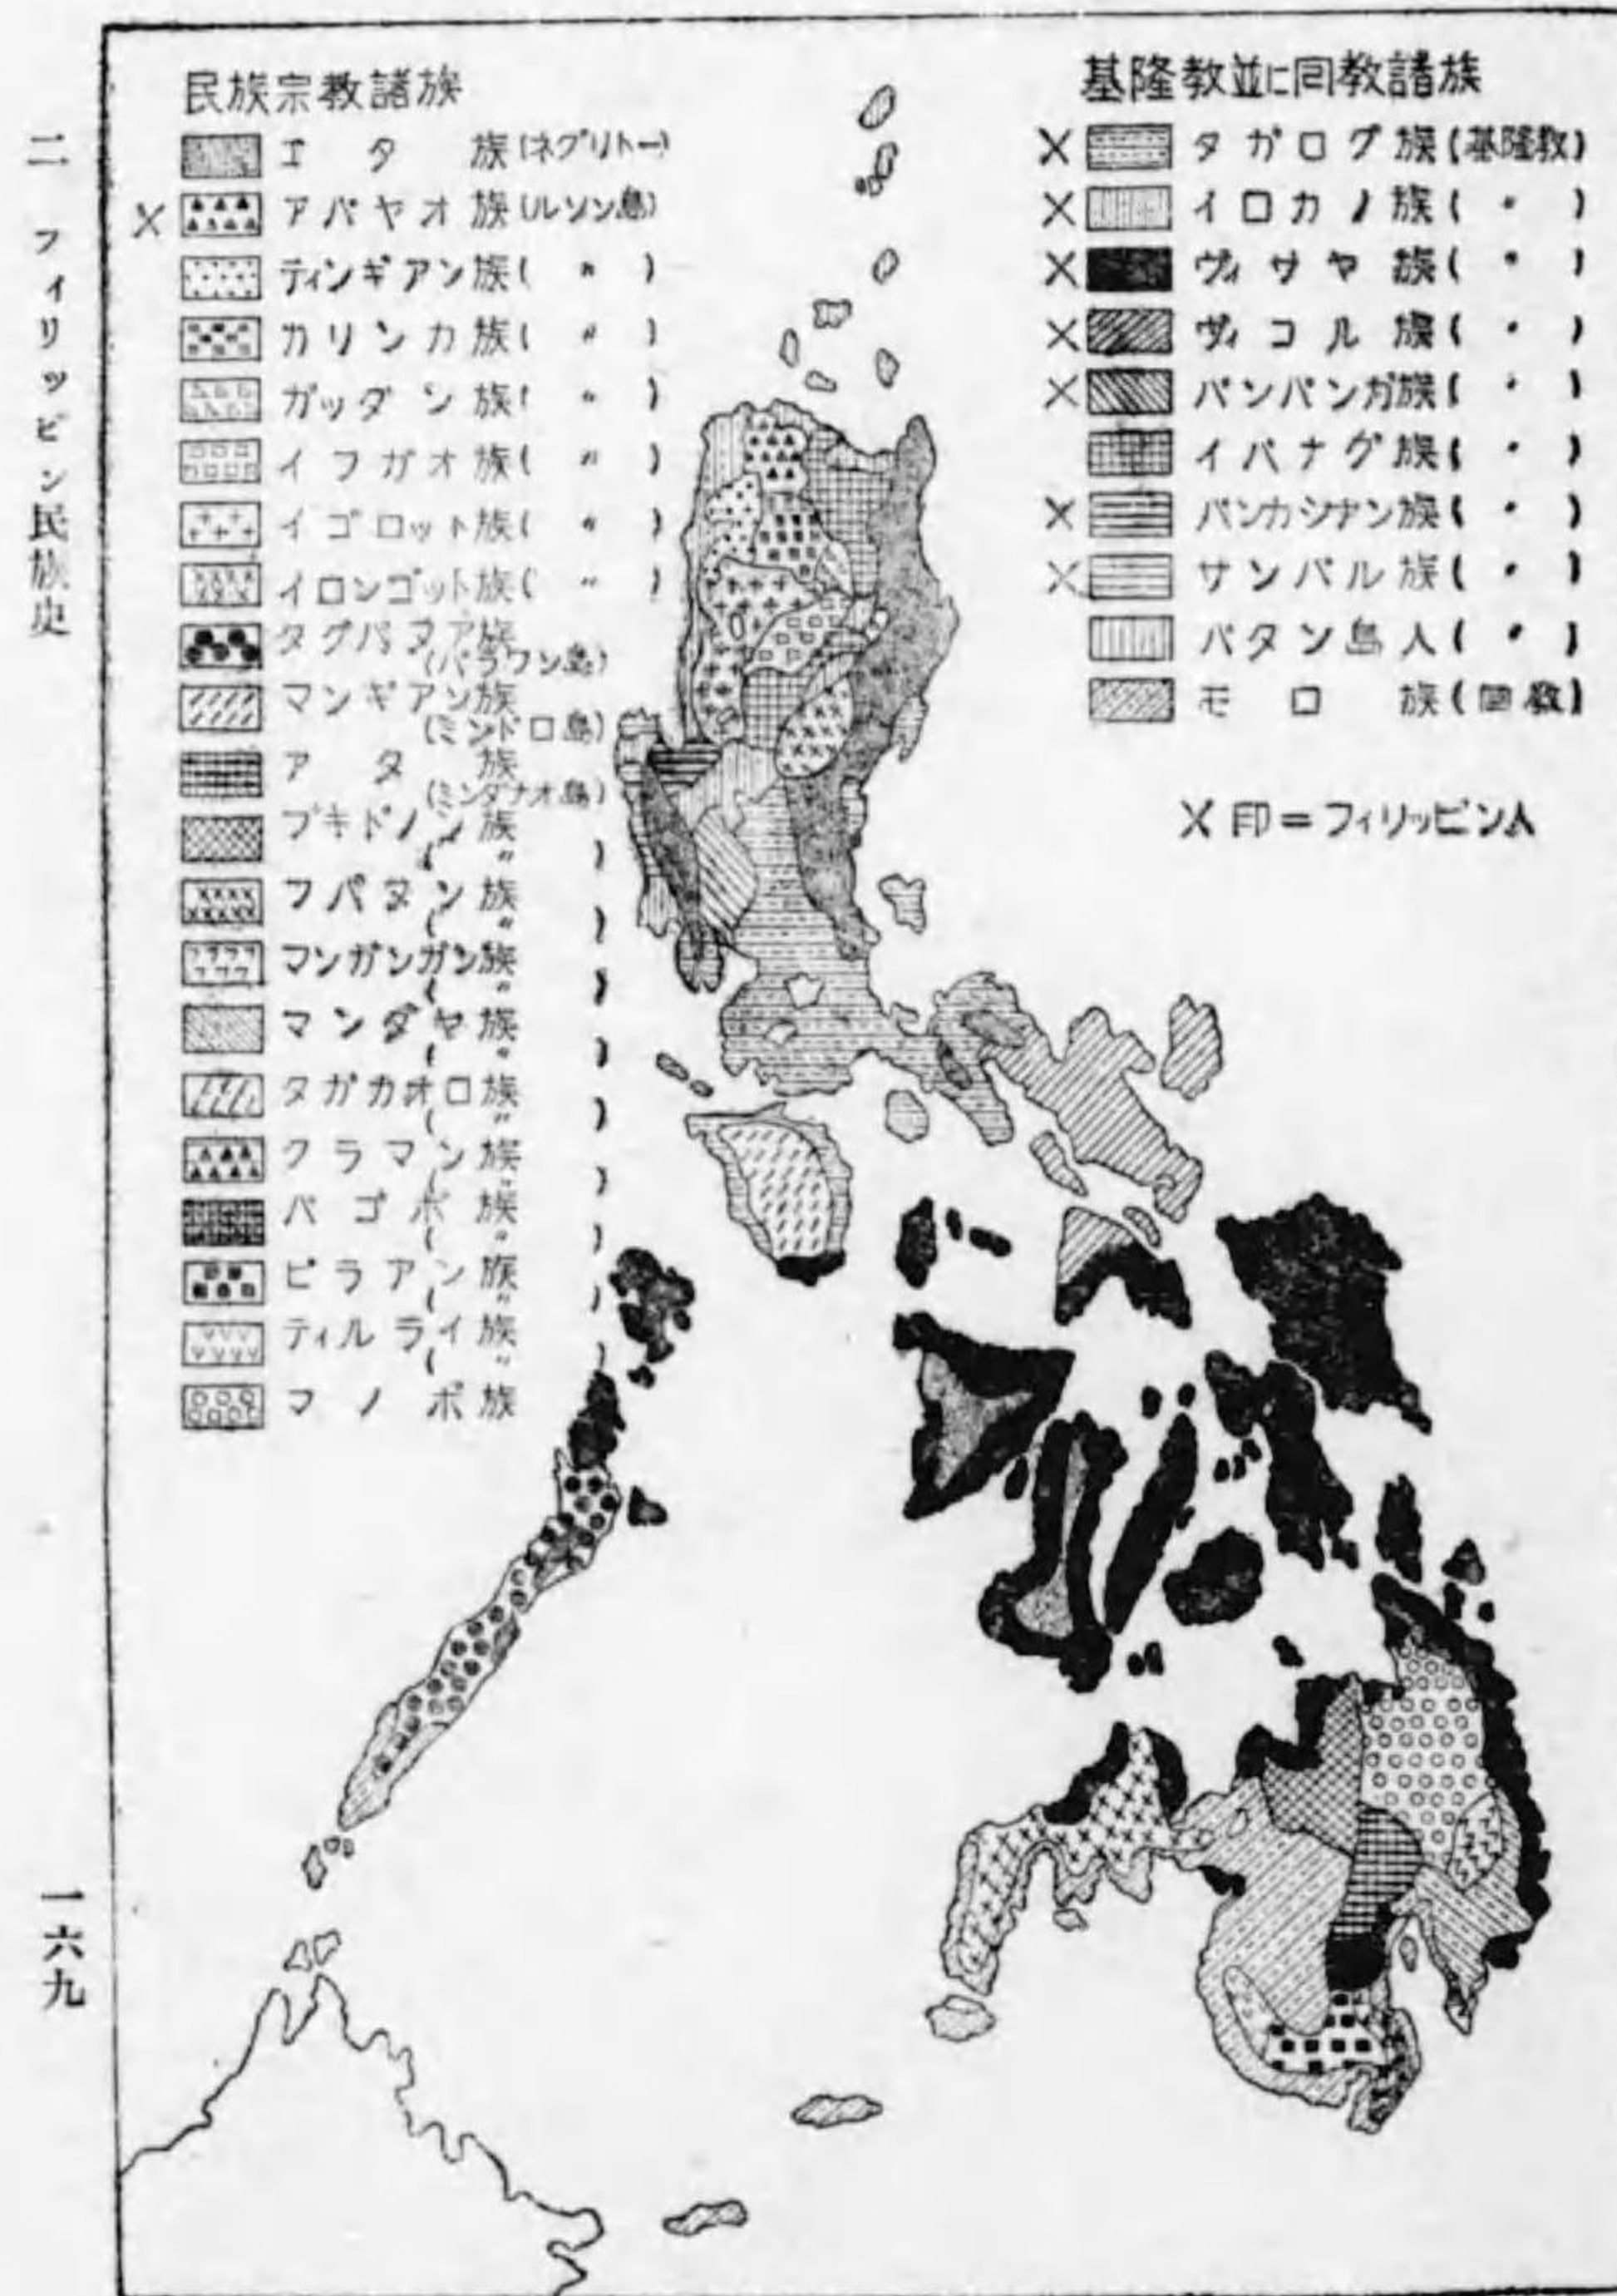 二 フィリッピン民族史
一六九
民族宗教諸族
エタ族(ネグリトー)
× アパヤオ族(ルソン島)
ティンギアン族( 〃 )
カリンカ族( 〃 )
ガッダン族( 〃 )
イフガオ族( 〃 )
イゴロット族( 〃 )
イロンゴット族( 〃 )
タグバヌア族
(パラワン島)
マンギアン族
(ミンドロ島)
アタ族
(ミンダナオ島)
ブキドノン族
( 〃 )
フパヌン族
( 〃 )
マンガンガン族
( 〃 )
マンダヤ族
( 〃 )
タガカオロ族
( 〃 )
クラマン族
( 〃 )
バゴボ族
( 〃 )
ビラアン族
( 〃 )
ティルライ族
( 〃 )
マノボ族
基隆教並に回教諸族
× タガログ族(基隆教)
× イロカノ族( 〃 )
× ヴィサヤ族( 〃 )
× ヴィコル族( 〃 )
× パンパンガ族( 〃 )
イバナグ族( 〃 )
× パンカシナン族( 〃 )
× サンバル族( 〃 )
バタン島人( 〃 )
モロ族(回教)
×印=フィリッピン人